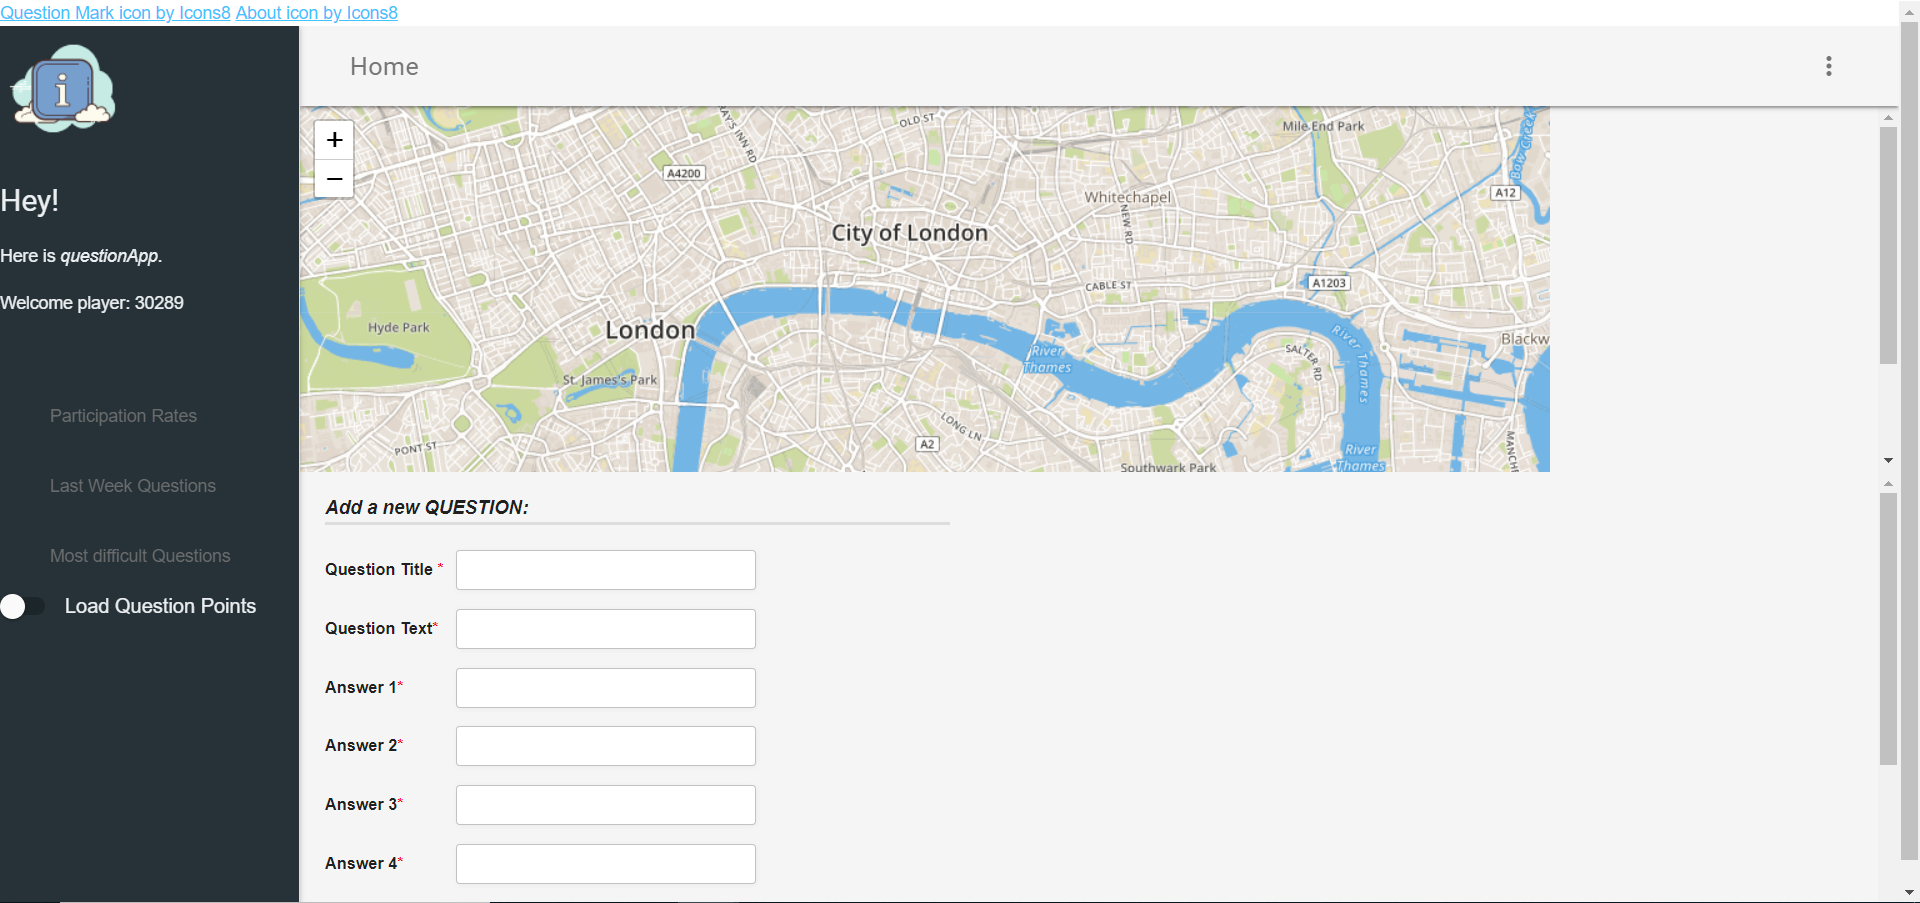 Question Mark icon by Icons8 About icon by Icons8
Home
Hey!
Here is questionApp.
Welcome player: 30289
Participation Rates
Last Week Questions
Most difficult Questions
Load Question Points
+
−
OLD ST
Mile End Park
Bow Creek
A4200
Whitechapel
A12
NEW RD
City of London
CABLE ST
A1203
Hyde Park
London
River
Thames
SALTER RD
River Thames
Blackw
St. James's Park
PONT ST
LONG LN
A2
River
Thames
MANCH
Southwark Park
Add a new QUESTION:
Question Title *
Question Text*
Answer 1*
Answer 2*
Answer 3*
Answer 4*